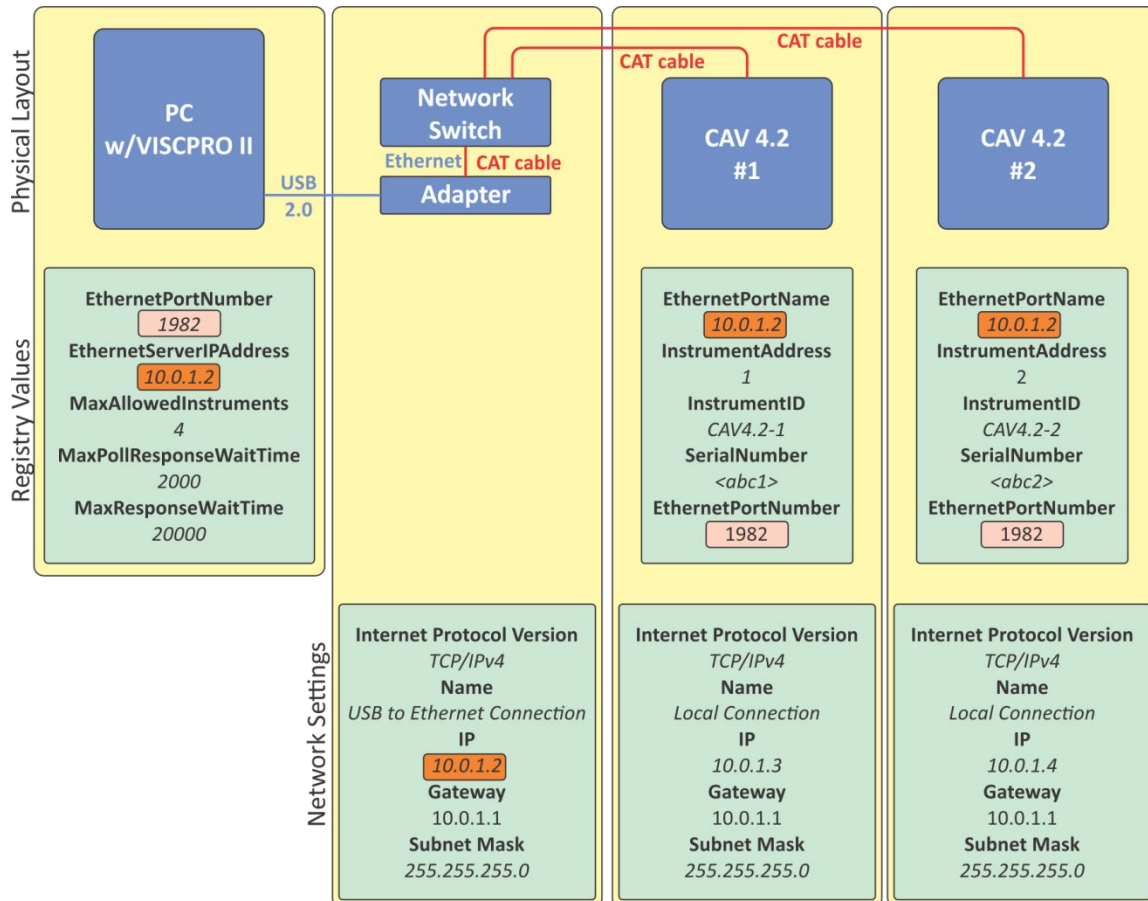 Physical Layout
PC
w/VISCPRO II
USB
2.0
Network
Switch
Ethernet
CAT cable
Adapter
CAT cable
CAV 4.2
#1
CAT cable
CAV 4.2
#2
Registry Values
EthernetPortNumber
1982
EthernetServerIPAddress
10.0.1.2
MaxAllowedInstruments
4
MaxPollResponseWaitTime
2000
MaxResponseWaitTime
20000
EthernetPortName
10.0.1.2
InstrumentAddress
1
InstrumentID
CAV4.2-1
SerialNumber
<abc1>
EthernetPortNumber
1982
EthernetPortName
10.0.1.2
InstrumentAddress
2
InstrumentID
CAV4.2-2
SerialNumber
<abc2>
EthernetPortNumber
1982
Network Settings
Internet Protocol Version
TCP/IPv4
Name
USB to Ethernet Connection
IP
10.0.1.2
Gateway
10.0.1.1
Subnet Mask
255.255.255.0
Internet Protocol Version
TCP/IPv4
Name
Local Connection
IP
10.0.1.3
Gateway
10.0.1.1
Subnet Mask
255.255.255.0
Internet Protocol Version
TCP/IPv4
Name
Local Connection
IP
10.0.1.4
Gateway
10.0.1.1
Subnet Mask
255.255.255.0